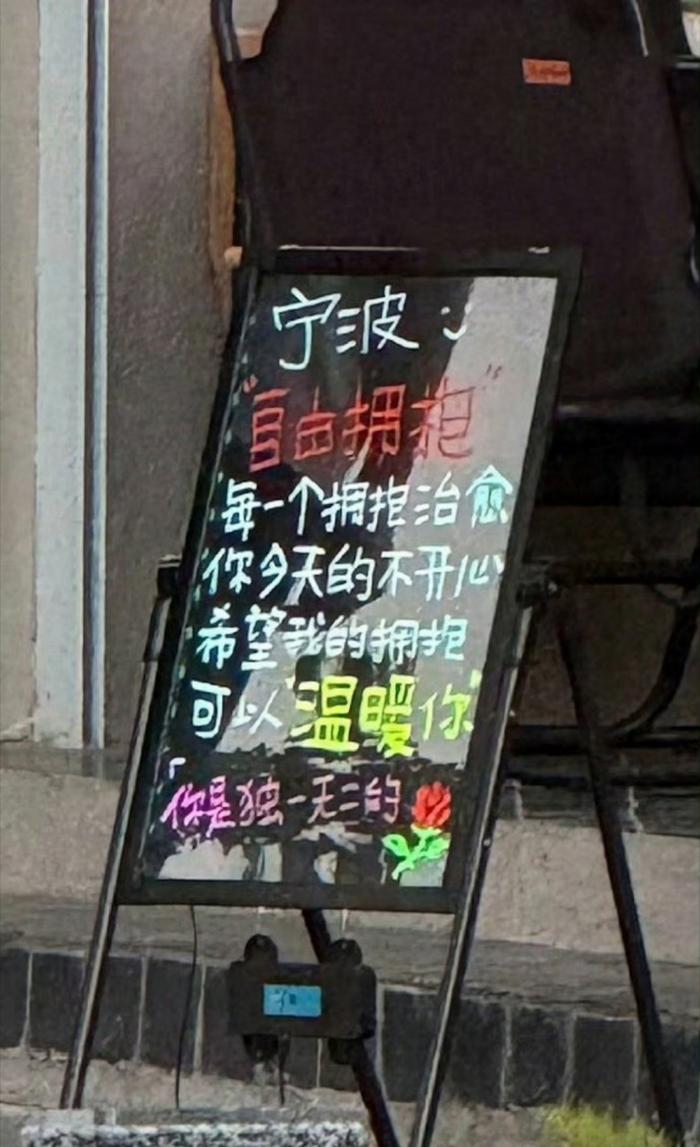 宁波:
"自由拥抱"
每一个拥抱治愈
你今天的不开心
希望我的拥抱
可以"温暖你"
「你是独一无二的